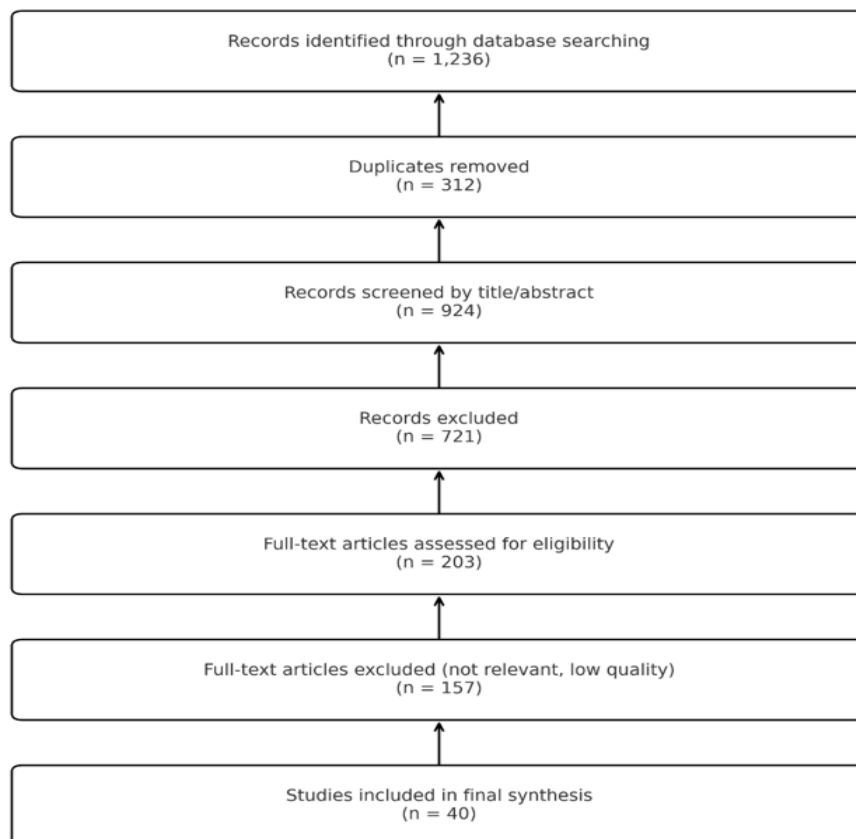 Records identified through database searching
(n = 1,236)
Duplicates removed
(n = 312)
Records screened by title/abstract
(n = 924)
Records excluded
(n = 721)
Full-text articles assessed for eligibility
(n = 203)
Full-text articles excluded (not relevant, low quality)
(n = 157)
Studies included in final synthesis
(n = 40)